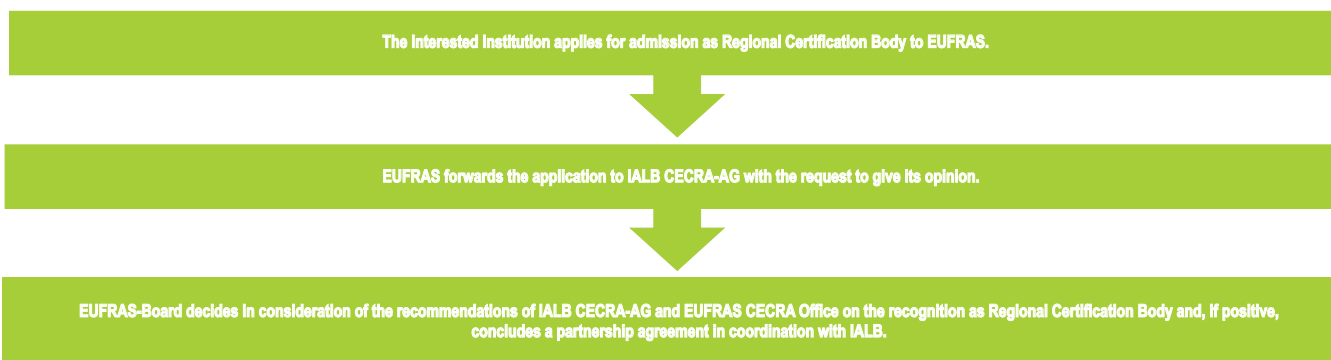 The interested institution applies for admission as Regional Certification Body to EUFRAS.
EUFRAS forwards the application to IALB CECRA-AG with the request to give its opinion.
EUFRAS-Board decides in consideration of the recommendations of IALB CECRA-AG and EUFRAS CECRA Office on the recognition as Regional Certification Body and, if positive,
concludes a partnership agreement in coordination with IALB.